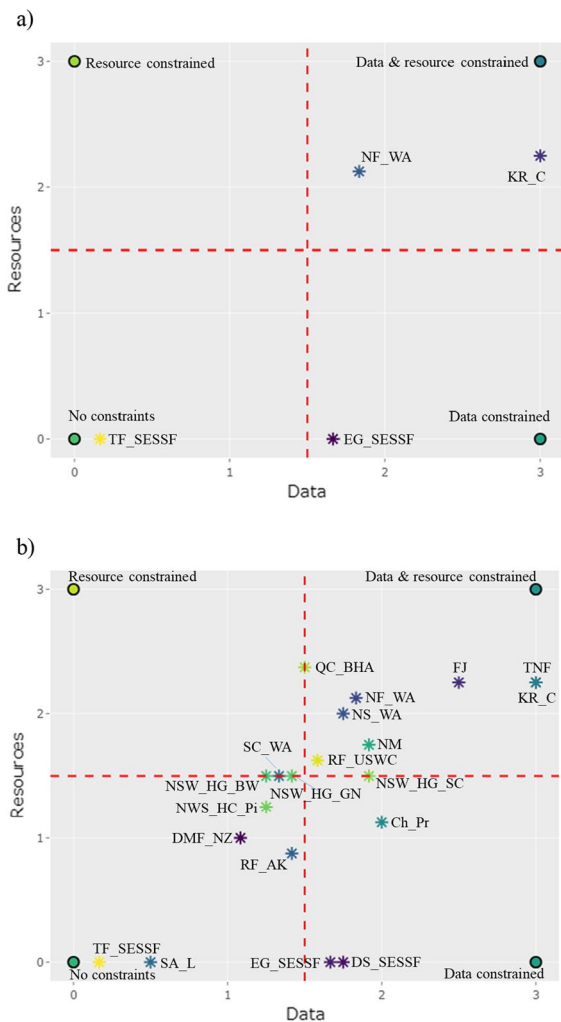 a)
3
Resource constrained
Data & resource constrained
NF_WA
KR_C
2
Resources
1
No constraints
Data constrained
0
TF_SESSF
EG_SESSF
0 1 2 3
Data
b)
Resource constrained
Data & resource constrained
3
QC_BHA
FJ
TNF
NF_WA
KR_C
2
NS_WA
SC_WA
NM
RF_USWC
Resources
NSW_HG_BW
NSW_HG_SC
NSW_HG_GN
NWS_HC_Pi
Ch_Pr
1
DMF_NZ
RF_AK
TF_SESSF
0
SA_L
EG_SESSF
DS_SESSF
No constraints
Data constrained
0 1 2 3
Data